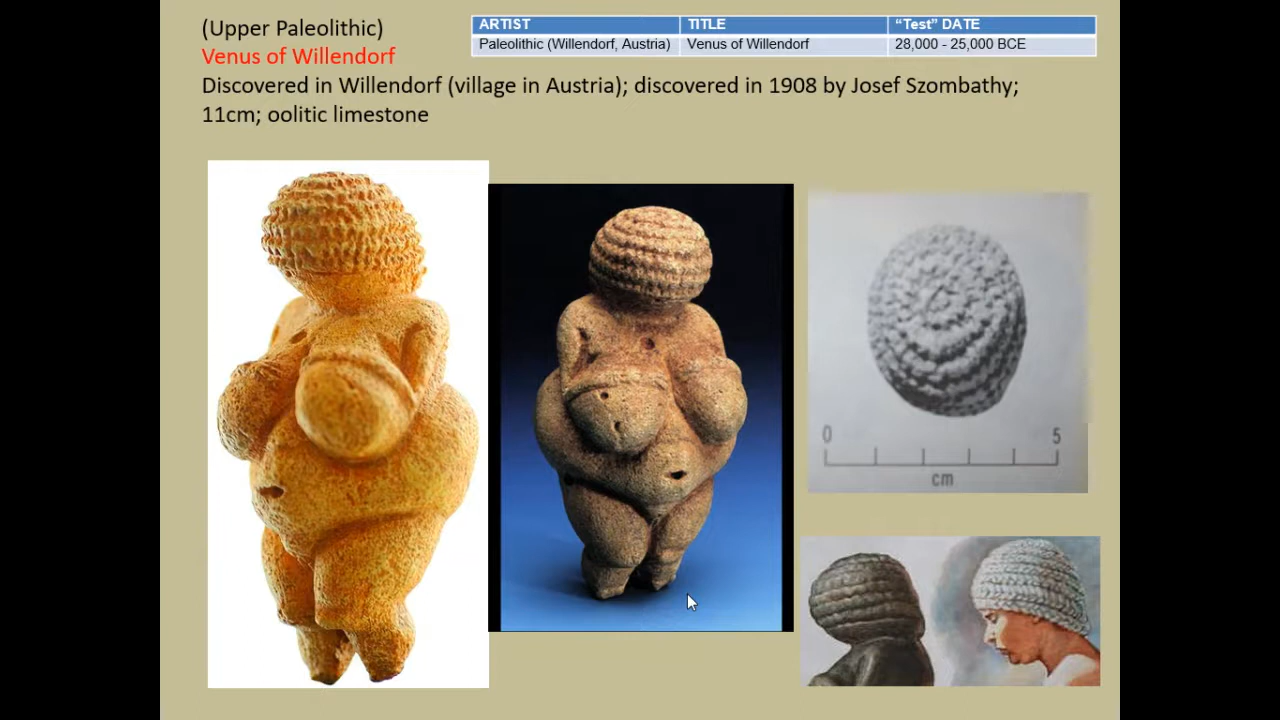 (Upper Paleolithic)
Venus of Willendorf
Discovered in Willendorf (village in Austria); discovered in 1908 by Josef Szombathy;
11cm; oolitic limestone
ARTIST TITLE “Test” DATE
Paleolithic (Willendorf, Austria) Venus of Willendorf 28,000 - 25,000 BCE
0 5
cm